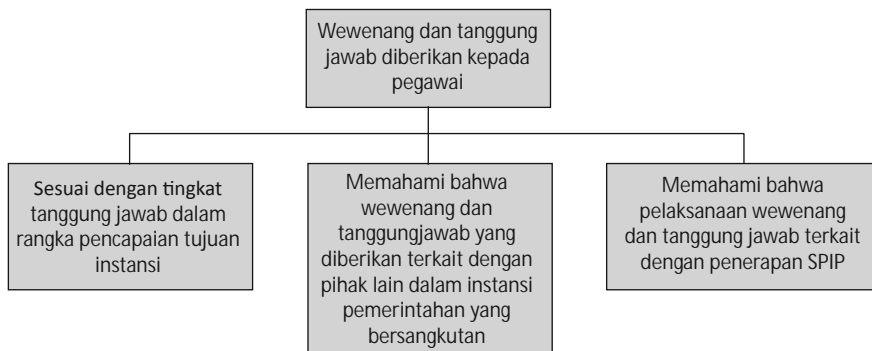 Wewenang dan tanggung
jawab diberikan kepada
pegawai
Sesuai dengan tingkat
tanggung jawab dalam
rangka pencapaian tujuan
instansi
Memahami bahwa
wewenang dan
tanggungjawab yang
diberikan terkait dengan
pihak lain dalam instansi
pemerintahan yang
bersangkutan
Memahami bahwa
pelaksanaan wewenang
dan tanggung jawab terkait
dengan penerapan SPIP